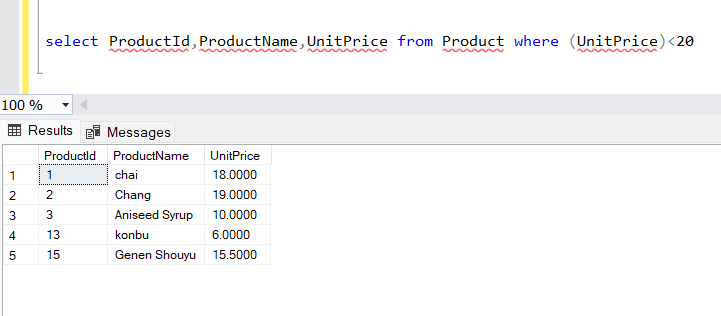 select ProductId,ProductName,UnitPrice from Product where (UnitPrice)<20
100 %
Results Messages
ProductId ProductName UnitPrice
1 1 chai 18.0000
2 2 Chang 19.0000
3 3 Aniseed Syrup 10.0000
4 13 konbu 6.0000
5 15 Genen Shouyu 15.5000